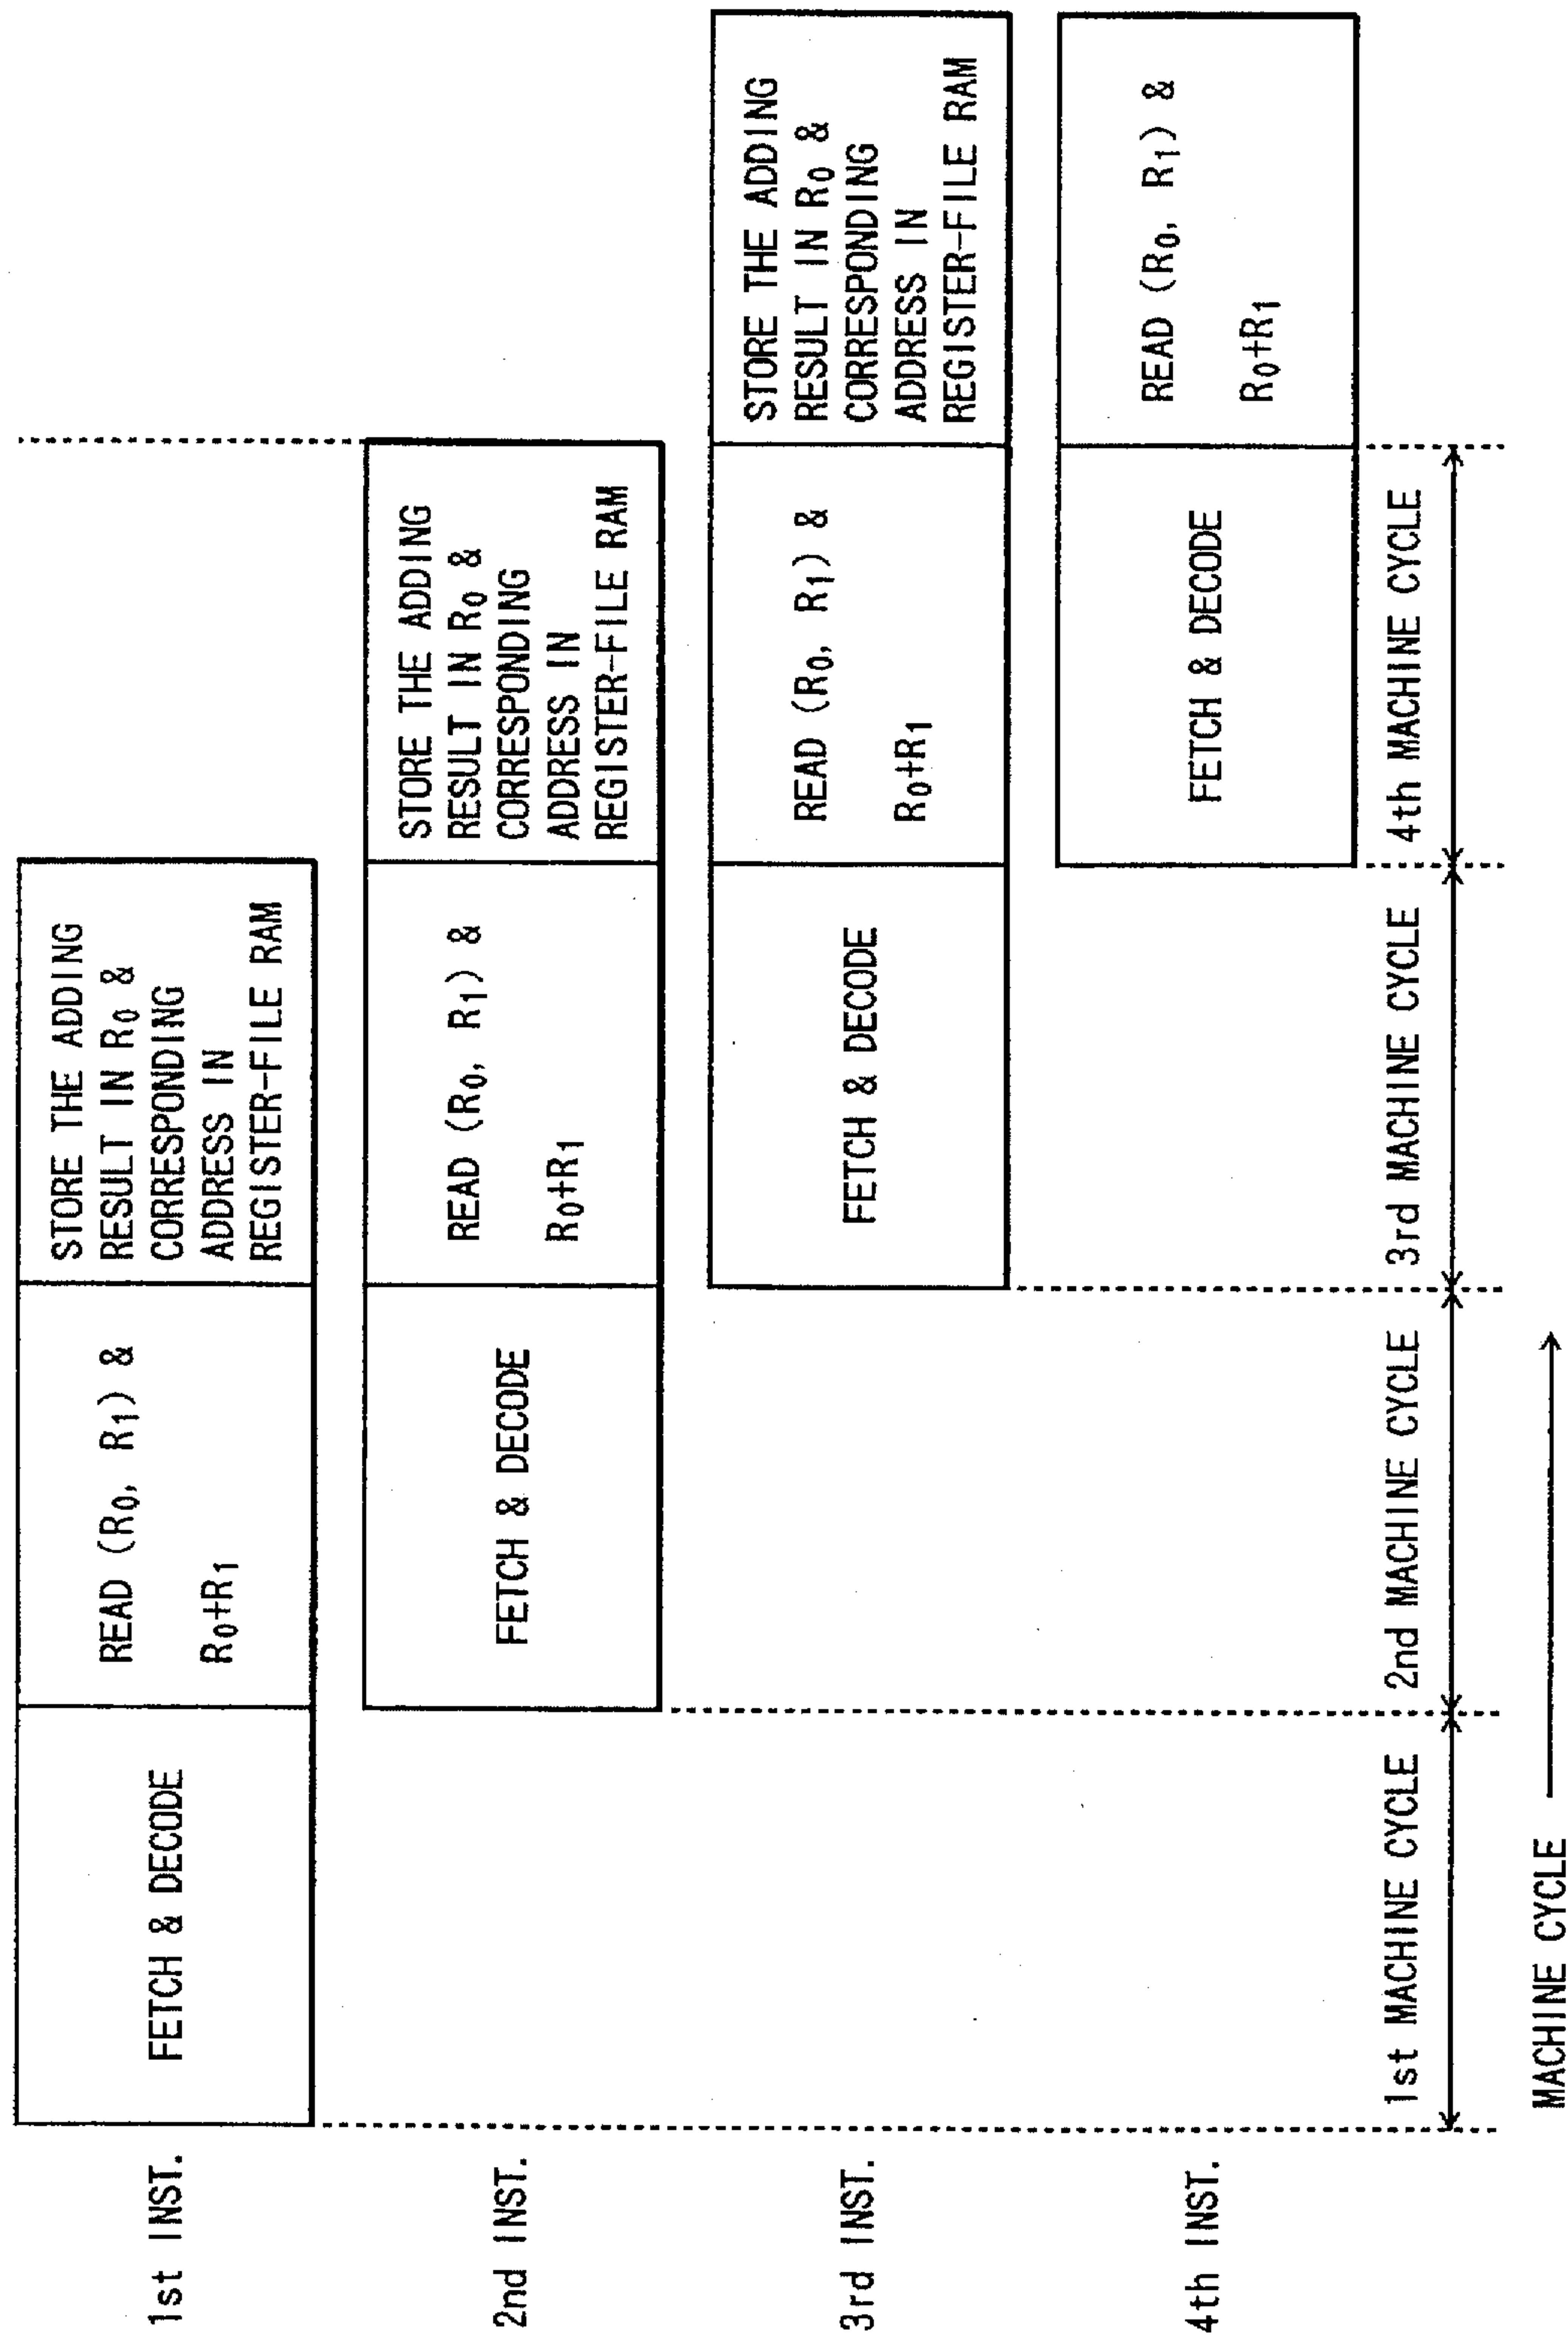 1st INST.
FETCH & DECODE
READ (R0, R1) &
R0+R1
STORE THE ADDING
RESULT IN R0 &
CORRESPONDING
ADDRESS IN
REGISTER-FILE RAM
2nd INST.
FETCH & DECODE
READ (R0, R1) &
R0+R1
STORE THE ADDING
RESULT IN R0 &
CORRESPONDING
ADDRESS IN
REGISTER-FILE RAM
3rd INST.
FETCH & DECODE
READ (R0, R1) &
R0+R1
STORE THE ADDING
RESULT IN R0 &
CORRESPONDING
ADDRESS IN
REGISTER-FILE RAM
4th INST.
FETCH & DECODE
READ (R0, R1) &
R0+R1
1st MACHINE CYCLE
2nd MACHINE CYCLE
3rd MACHINE CYCLE
4th MACHINE CYCLE
MACHINE CYCLE